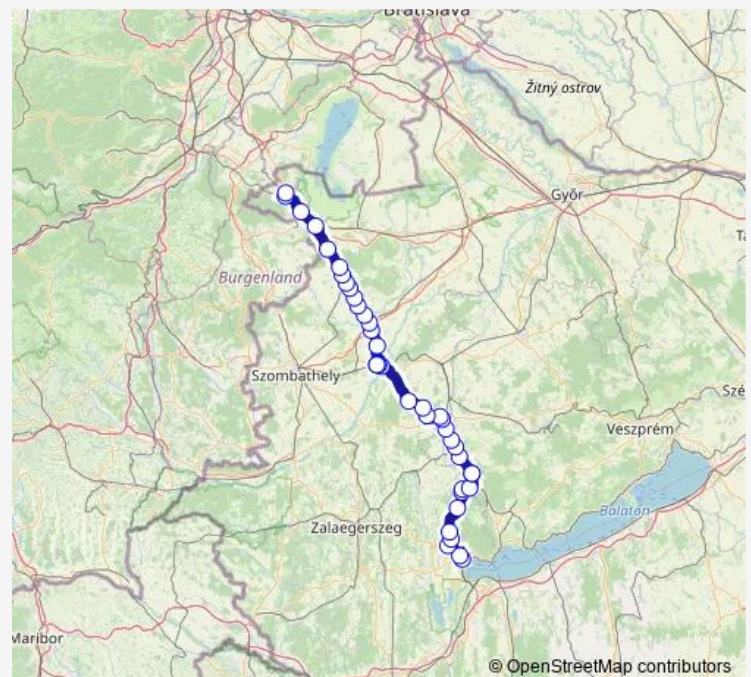 Bratislava
Žitný ostrov
Győr
Burgenland
Szombathely
Veszprém
Balaton
Zalaegerszeg
Maribor
© OpenStreetMap contributors